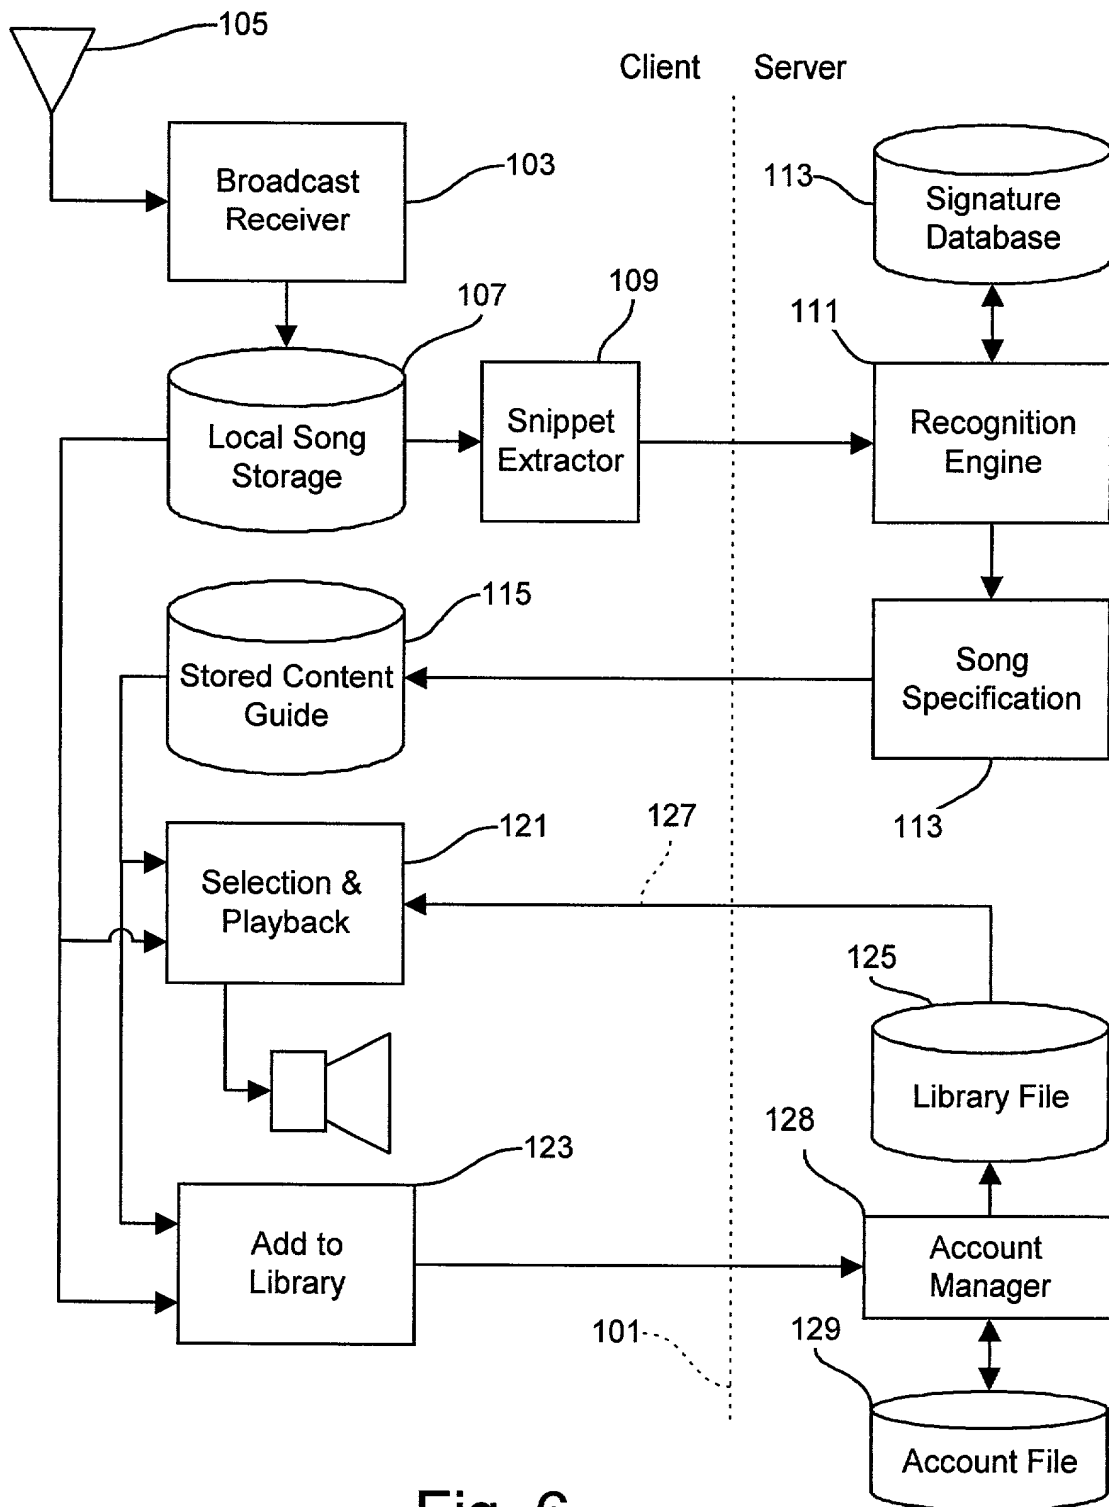 105
Client
Server
Broadcast
Receiver
103
113
Signature
Database
107
109
111
Local Song
Storage
Snippet
Extractor
Recognition
Engine
115
Stored Content
Guide
Song
Specification
113
121
127
Selection &
Playback
125
Library File
123
128
Add to
Library
Account
Manager
101
129
Account File
Fig. 6